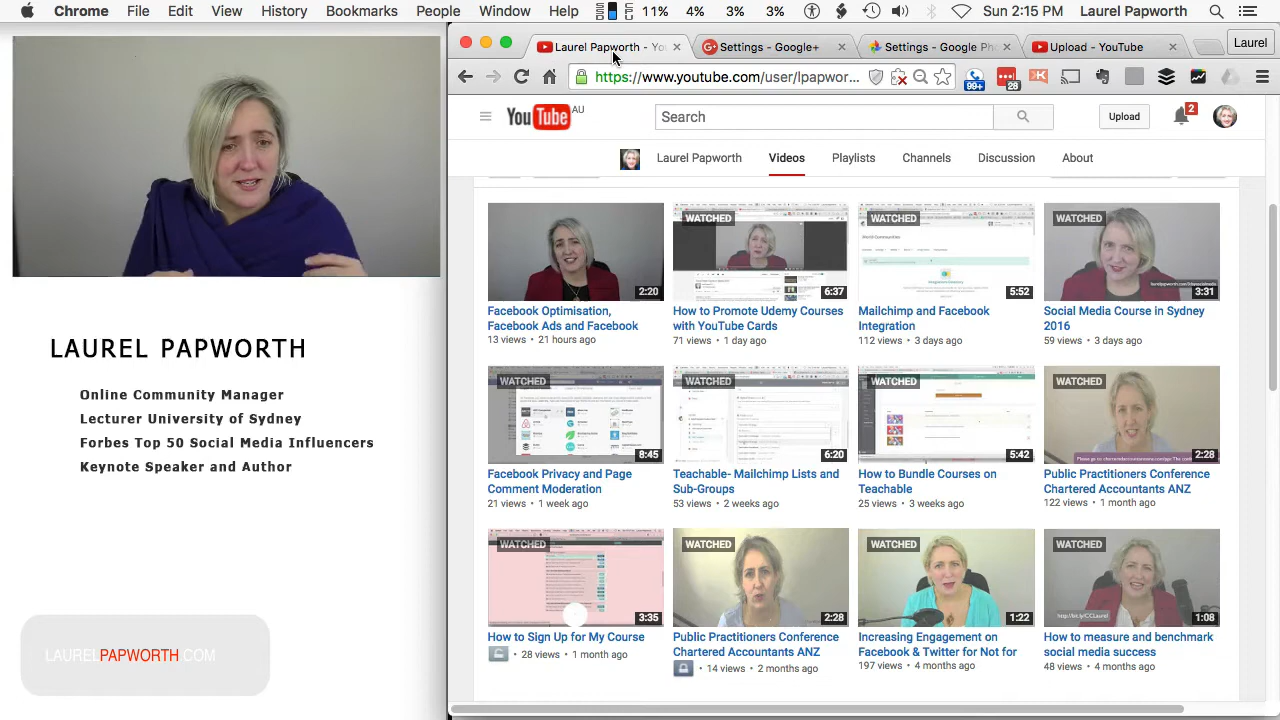 Chrome File Edit View History Bookmarks People Window Help 11% 4% 3% 3% Sun 2:15 PM Laurel Papworth
Laurel Papworth - Yo
Settings - Google+
Settings - Google Ph
Upload - YouTube
Laurel
https://www.youtube.com/user/lpapwor...
99+
28
YouTube AU
Search
Upload
2
Laurel Papworth Videos Playlists Channels Discussion About
WATCHED WATCHED WATCHED
2:20 6:37 5:52 3:31
Facebook Optimisation, Facebook Ads and Facebook
13 views • 21 hours ago
How to Promote Udemy Courses with YouTube Cards
71 views • 1 day ago
Mailchimp and Facebook Integration
112 views • 3 days ago
Social Media Course in Sydney 2016
59 views • 3 days ago
WATCHED WATCHED WATCHED WATCHED
8:45 6:20 5:42 2:28
Facebook Privacy and Page Comment Moderation
21 views • 1 week ago
Teachable- Mailchimp Lists and Sub-Groups
53 views • 2 weeks ago
How to Bundle Courses on Teachable
25 views • 3 weeks ago
Public Practitioners Conference Chartered Accountants ANZ
122 views • 1 month ago
WATCHED WATCHED WATCHED WATCHED
3:35 2:28 1:22 1:08
How to Sign Up for My Course
28 views • 1 month ago
Public Practitioners Conference Chartered Accountants ANZ
• 14 views • 2 months ago
Increasing Engagement on Facebook & Twitter for Not for
197 views • 4 months ago
How to measure and benchmark social media success
48 views • 4 months ago
LAUREL PAPWORTH
Online Community Manager
Lecturer University of Sydney
Forbes Top 50 Social Media Influencers
Keynote Speaker and Author
LAURELPAPWORTH.COM